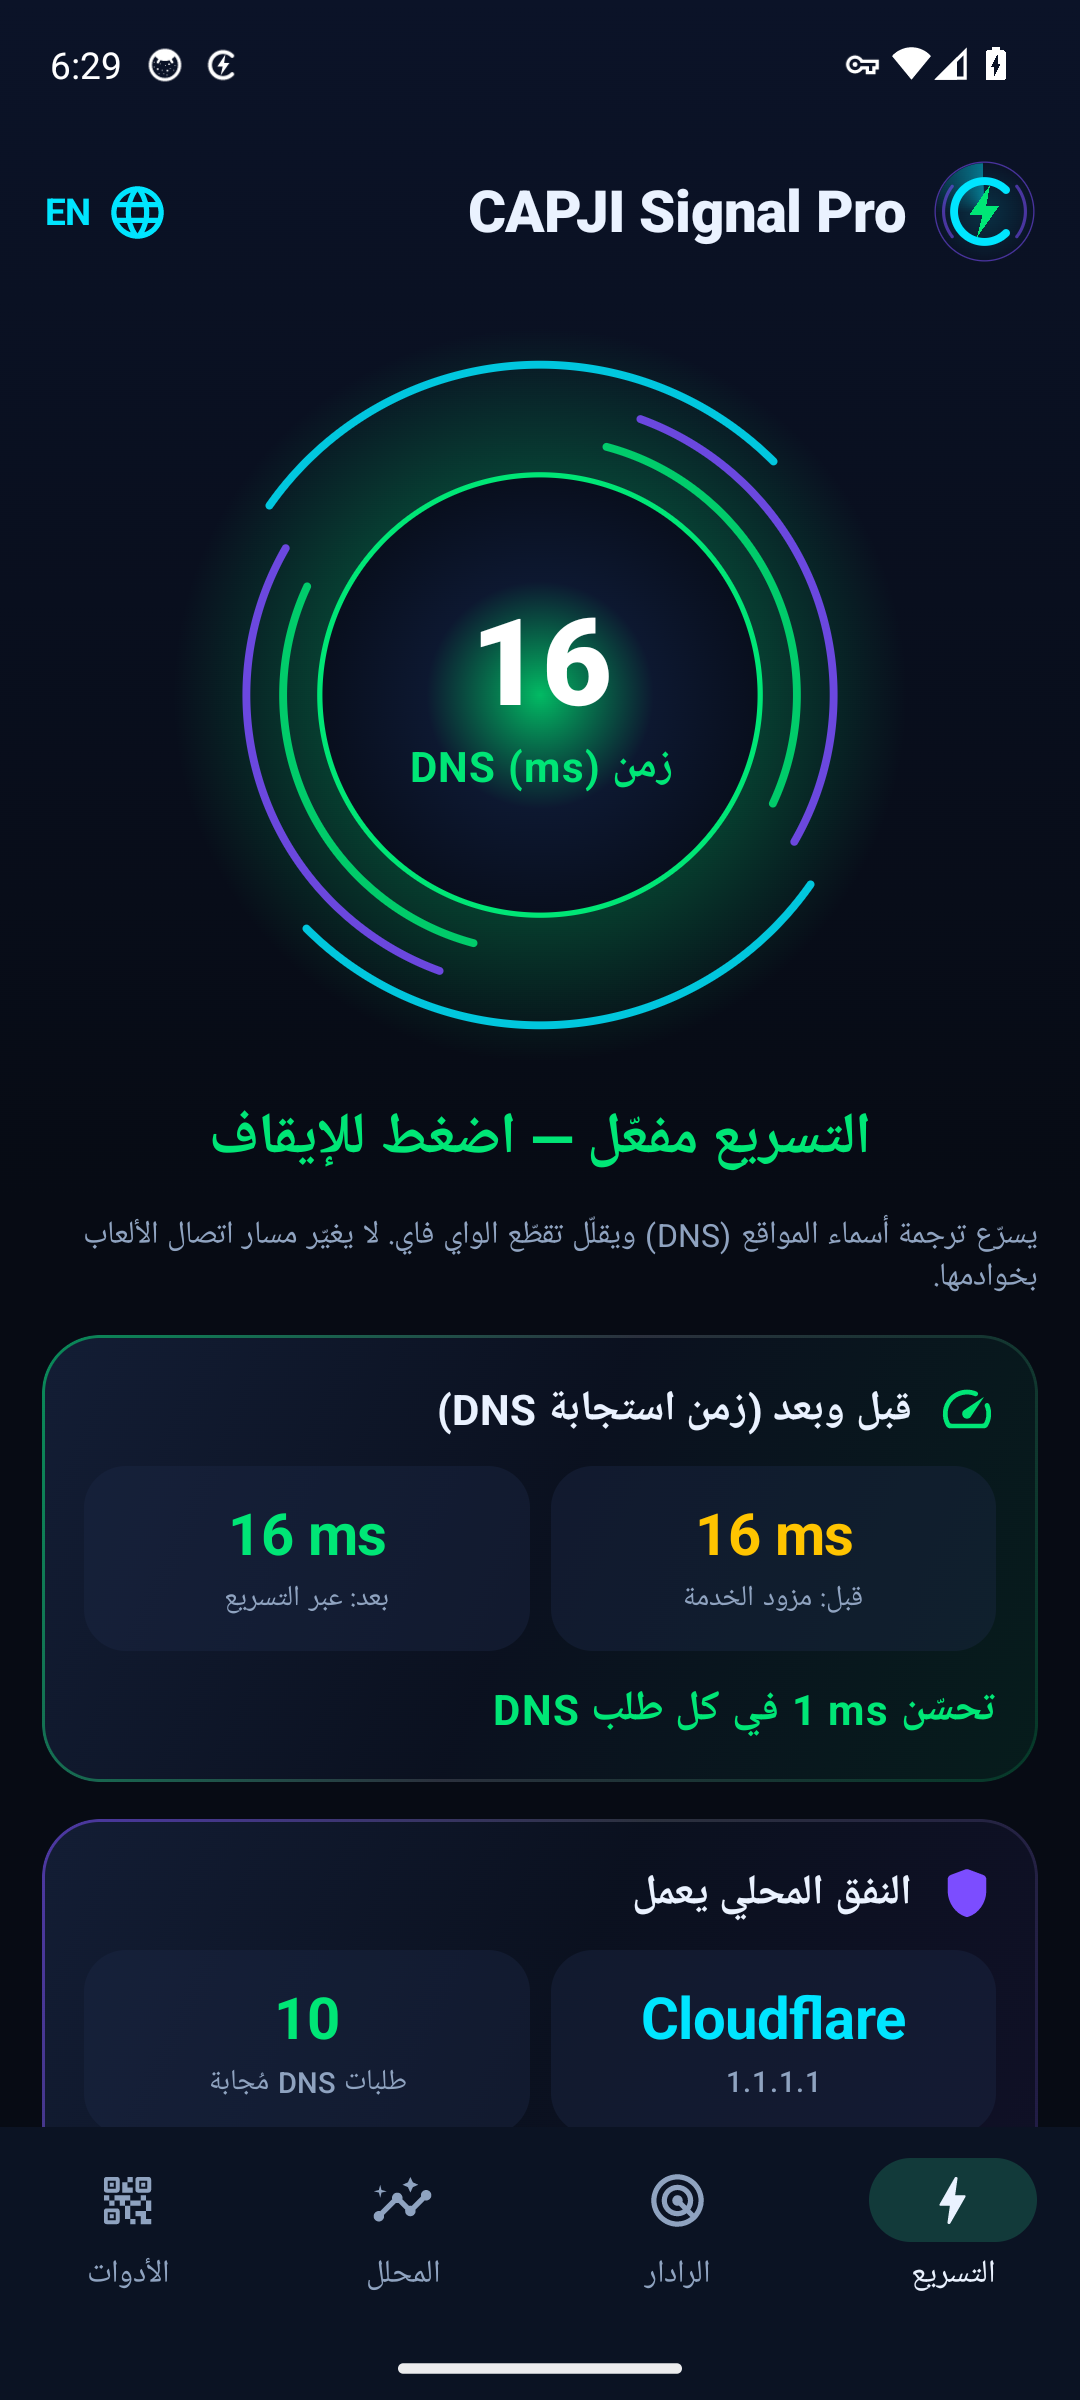 6:29
CAPJI Signal Pro
EN
16
زمن DNS (ms)
التسريع مفعّل — اضغط للإيقاف
يسرّع ترجمة أسماء المواقع (DNS) ويقلّل تقطّع الواي فاي. لا يغيّر مسار اتصال الألعاب
بخوادمها.
قبل وبعد (زمن استجابة DNS)
16 ms
قبل: مزود الخدمة
16 ms
بعد: عبر التسريع
تحسّن 1 ms في كل طلب DNS
النفق المحلي يعمل
Cloudflare
1.1.1.1
10
طلبات DNS مُجابة
التسريع
الرادار
المحلل
الأدوات